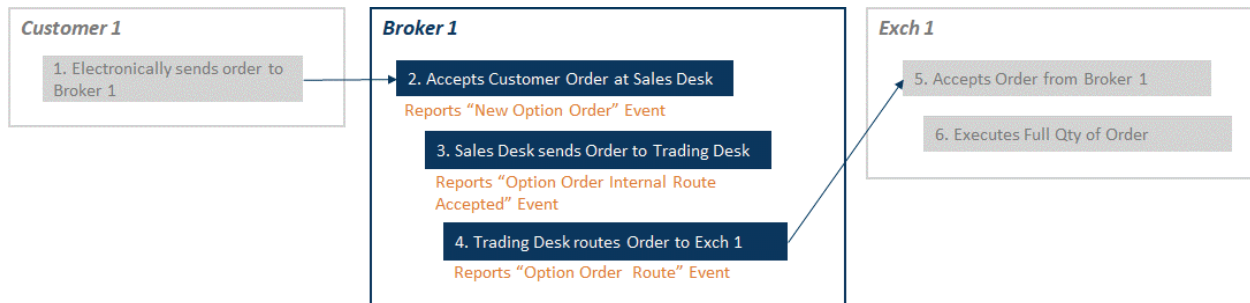 Customer 1
1. Electronically sends order to
Broker 1
Broker 1
2. Accepts Customer Order at Sales Desk
Reports “New Option Order” Event
3. Sales Desk sends Order to Trading Desk
Reports “Option Order Internal Route
Accepted” Event
4. Trading Desk routes Order to Exch 1
Reports “Option Order Route” Event
Exch 1
5. Accepts Order from Broker 1
6. Executes Full Qty of Order